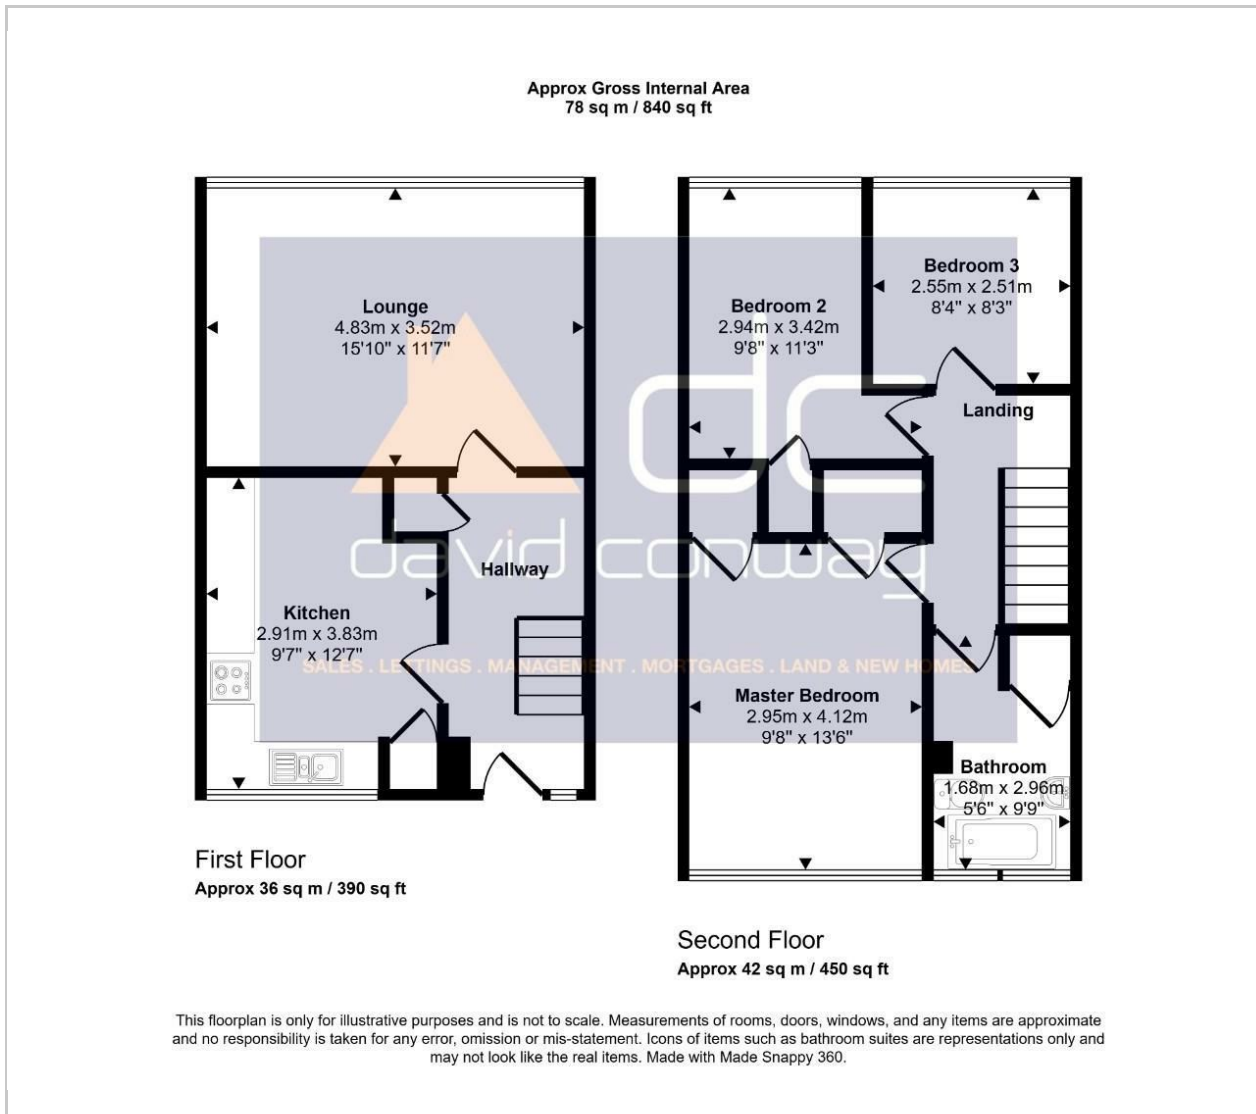 Approx Gross Internal Area
78 sq m / 840 sq ft
Lounge
4.83m x 3.52m
15'10" x 11'7"
Kitchen
2.91m x 3.83m
9'7" x 12'7"
Hallway
First Floor
Approx 36 sq m / 390 sq ft
Bedroom 2
2.94m x 3.42m
9'8" x 11'3"
Bedroom 3
2.55m x 2.51m
8'4" x 8'3"
Landing
Master Bedroom
2.95m x 4.12m
9'8" x 13'6"
Bathroom
1.68m x 2.96m
5'6" x 9'9"
Second Floor
Approx 42 sq m / 450 sq ft
dc
david conway
SALES . LETTINGS . MANAGEMENT . MORTGAGES . LAND & NEW HOMES
This floorplan is only for illustrative purposes and is not to scale. Measurements of rooms, doors, windows, and any items are approximate
and no responsibility is taken for any error, omission or mis-statement. Icons of items such as bathroom suites are representations only and
may not look like the real items. Made with Made Snappy 360.